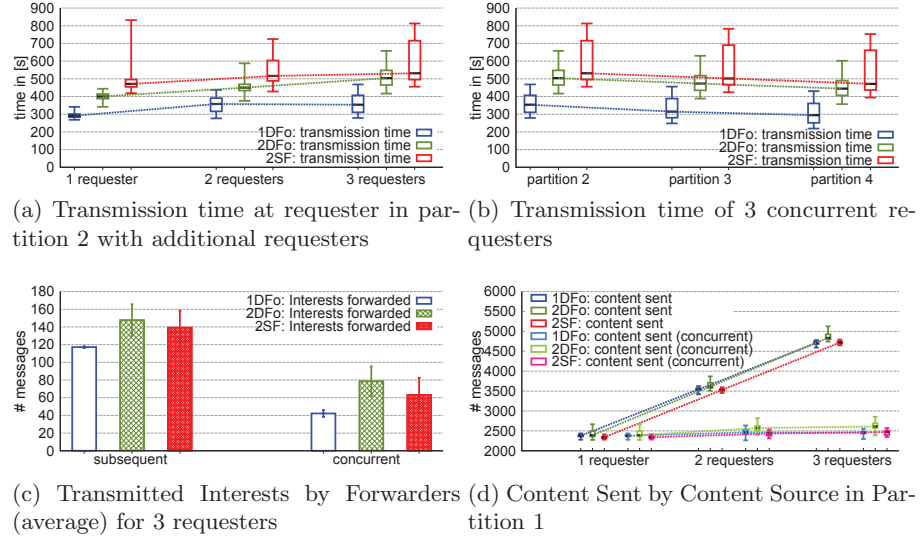 900
800
700
600
500
400
300
200
100
0
time in [s]
1DFo: transmission time
2DFo: transmission time
2SF: transmission time
1 requester 2 requesters 3 requesters
(a) Transmission time at requester in par-
tition 2 with additional requesters
900
800
700
600
500
400
300
200
100
0
time in [s]
1DFo: transmission time
2DFo: transmission time
2SF: transmission time
partition 2 partition 3 partition 4
(b) Transmission time of 3 concurrent re-
questers
180
160
140
120
100
80
60
40
20
0
# messages
1DFo: Interests forwarded
2DFo: Interests forwarded
2SF: Interests forwarded
subsequent concurrent
(c) Transmitted Interests by Forwarders
(average) for 3 requesters
6000
5500
5000
4500
4000
3500
3000
2500
2000
# messages
1DFo: content sent
2DFo: content sent
2SF: content sent
1DFo: content sent (concurrent)
2DFo: content sent (concurrent)
2SF: content sent (concurrent)
1 requester 2 requesters 3 requesters
(d) Content Sent by Content Source in Par-
tition 1